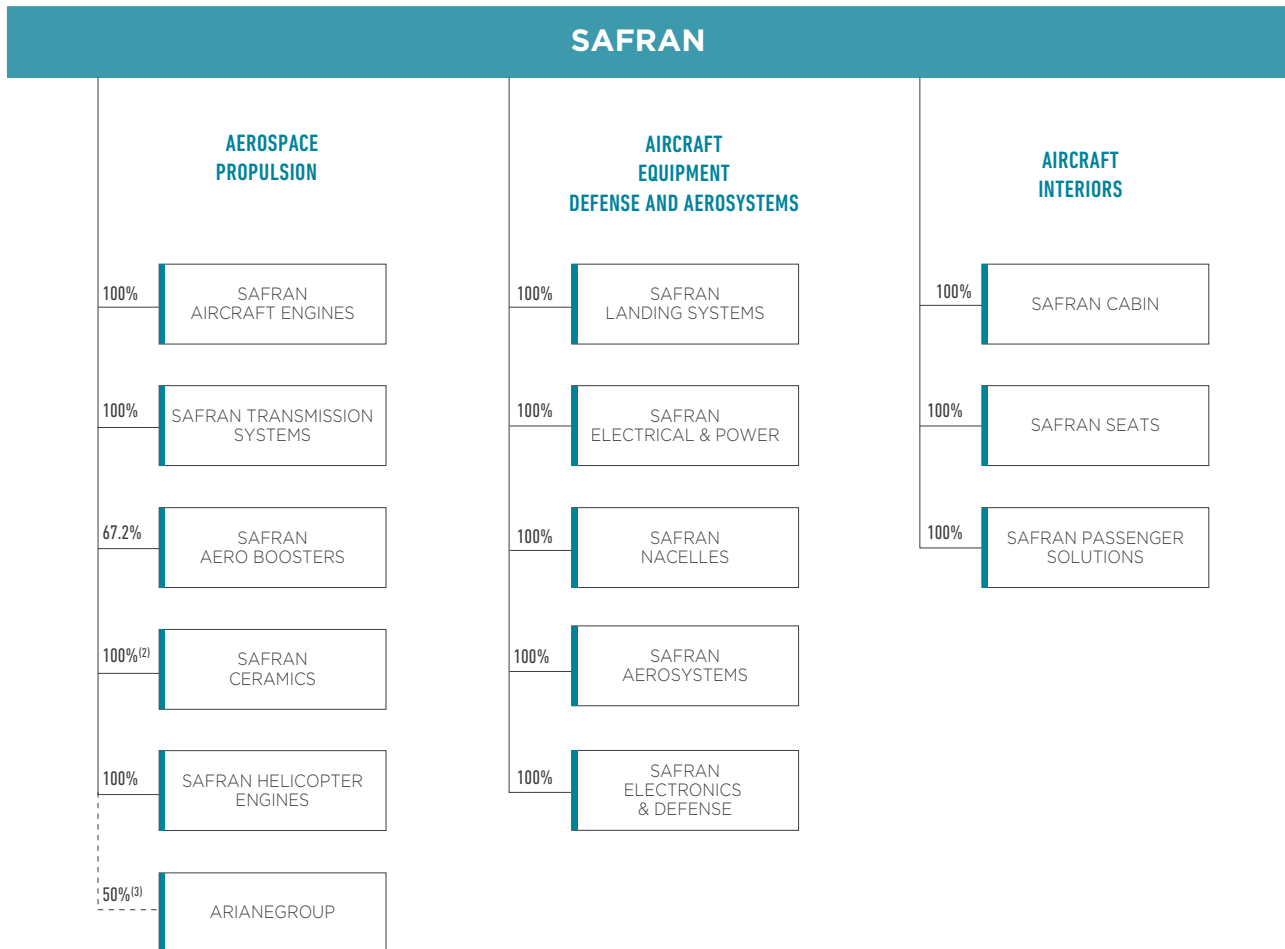 SAFRAN
AEROSPACE
PROPULSION
100%
SAFRAN
AIRCRAFT ENGINES
100%
SAFRAN TRANSMISSION
SYSTEMS
67.2%
SAFRAN
AERO BOOSTERS
100%(2)
SAFRAN
CERAMICS
100%
SAFRAN HELICOPTER
ENGINES
50%(3)
ARIANEGROUP
AIRCRAFT
EQUIPMENT
DEFENSE AND AEROSYSTEMS
100%
SAFRAN
LANDING SYSTEMS
100%
SAFRAN
ELECTRICAL & POWER
100%
SAFRAN
NACELLES
100%
SAFRAN
AEROSYSTEMS
100%
SAFRAN
ELECTRONICS
& DEFENSE
AIRCRAFT
INTERIORS
100%
SAFRAN CABIN
100%
SAFRAN SEATS
100%
SAFRAN PASSENGER
SOLUTIONS